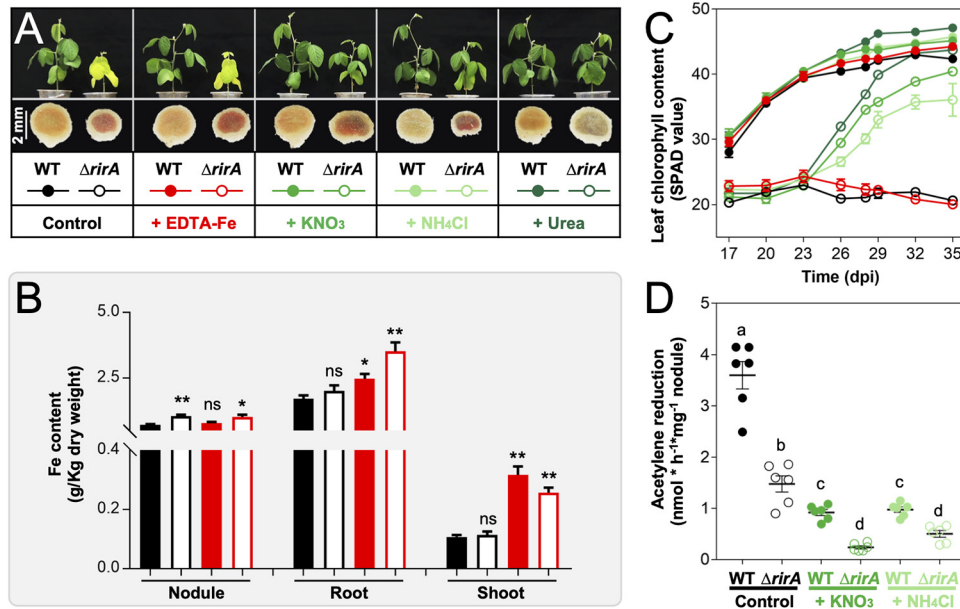 A
2 mm
WT ΔrirA WT ΔrirA WT ΔrirA WT ΔrirA WT ΔrirA
Control + EDTA-Fe + KNO₃ + NH₄Cl + Urea
B
Fe content
(g/Kg dry weight)
5.0
2.5
0.4
0.2
0.0
** ns *
ns * **
ns ** **
Nodule Root Shoot
C
Leaf chlorophyll content
(SPAD value)
50
40
30
20
17 20 23 26 29 32 35
Time (dpi)
D
Acetylene reduction
(nmol * h⁻¹*mg⁻¹ nodule)
5
4
3
2
1
0
a b c d c d
WT ΔrirA WT ΔrirA WT ΔrirA
Control + KNO₃ + NH₄Cl